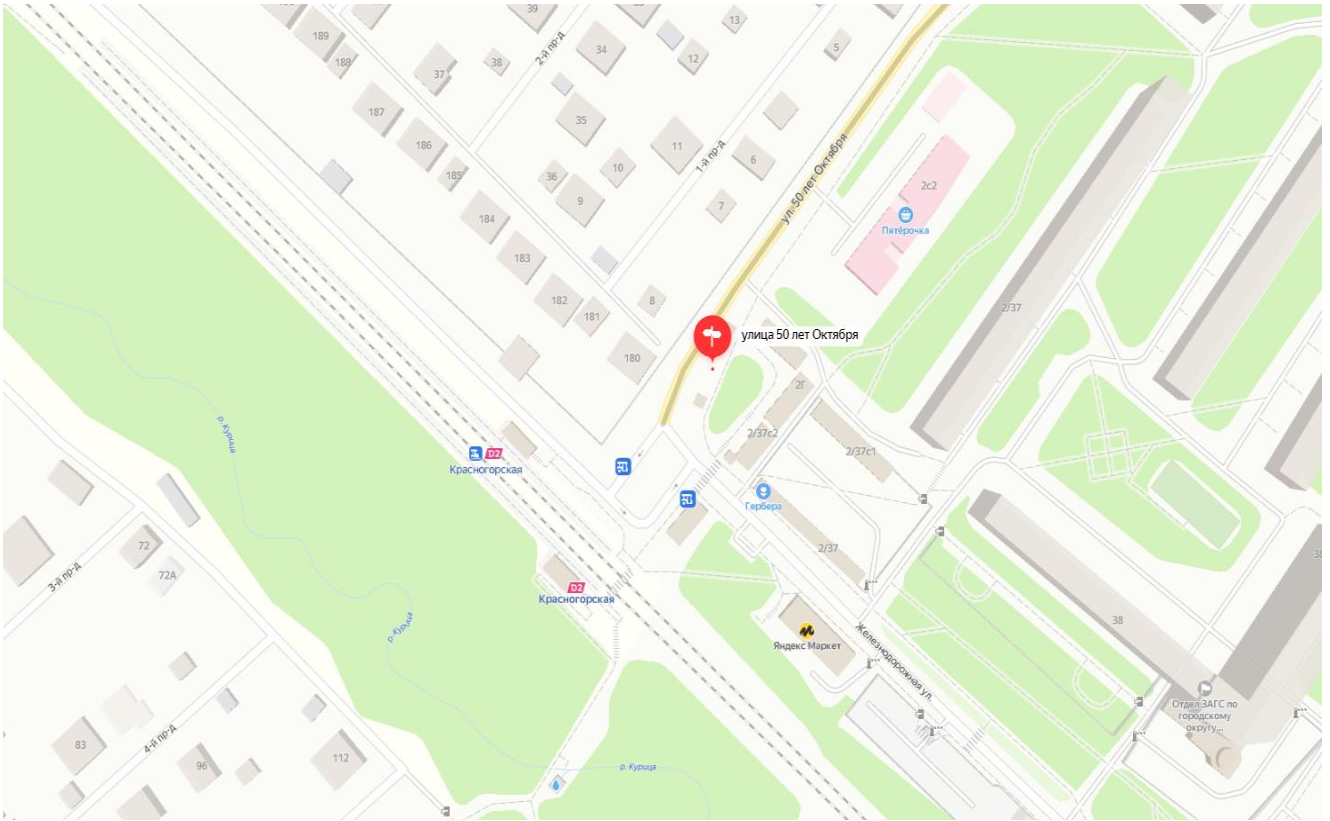 39
13
189
34
5
188
38
2-й пр-д
12
37
187
35
ул. 50 лет Октября
186
11
1-й пр-д
6
10
185
36
2с2
9
7
184
Пятёрочка
183
182
8
181
2/37
улица 50 лет Октября
180
2Г
р. Курица
2/37с2
2/37с1
D2
Красногорская
Гербера
72
2/37
72А
3-й пр-д
D2
Красногорская
38
р. Курица
Яндекс Маркет
Железнодорожная ул.
Отдел ЗАГС по
городскому
округу...
83
4-й пр-д
112
96
р. Курица